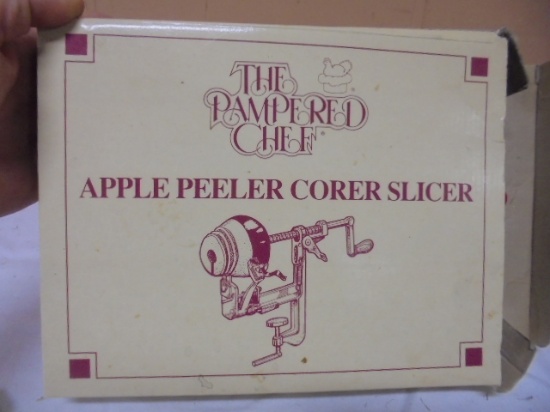 THE
PAMPERED
CHEF®
APPLE PEELER CORER SLICER